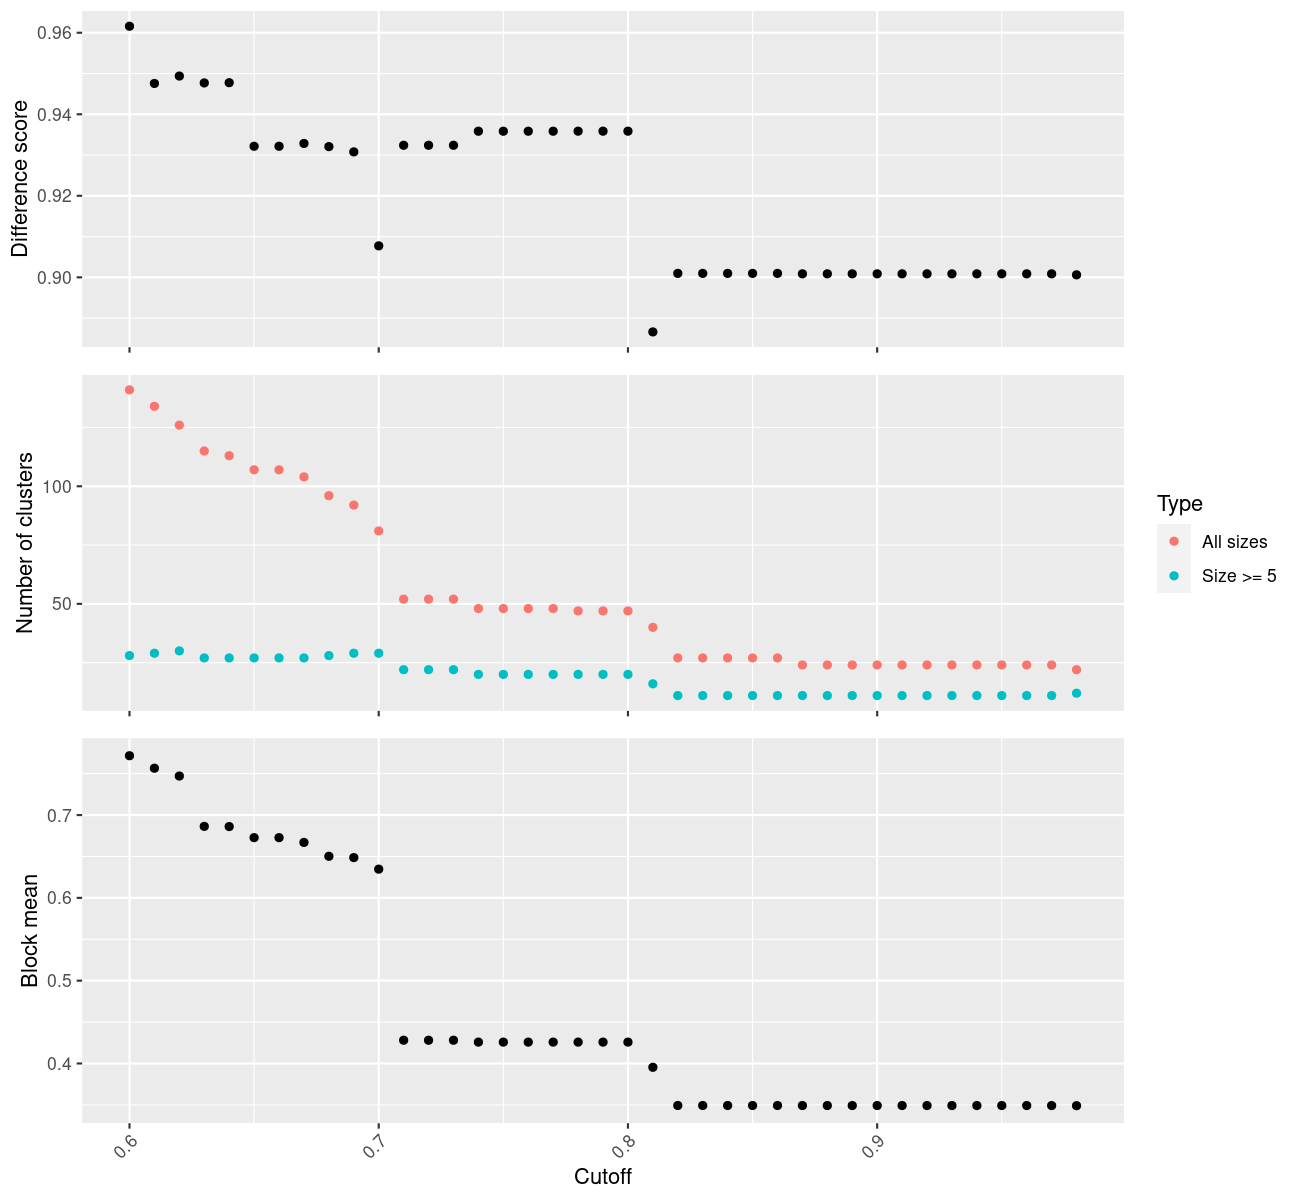 0.96
0.94
0.92
0.90
Difference score
100
50
Number of clusters
Type
All sizes
Size >= 5
0.7
0.6
0.5
0.4
Block mean
0.6 0.7 0.8 0.9
Cutoff